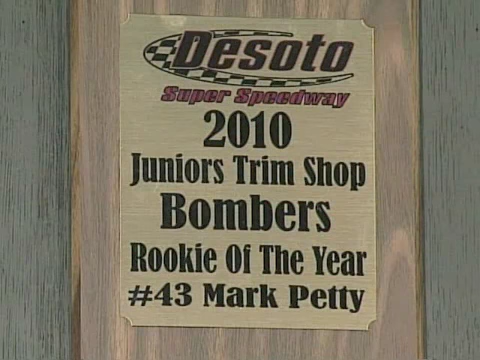 Desoto
Super Speedway
2010
Juniors Trim Shop
Bombers
Rookie Of The Year
#43 Mark Petty